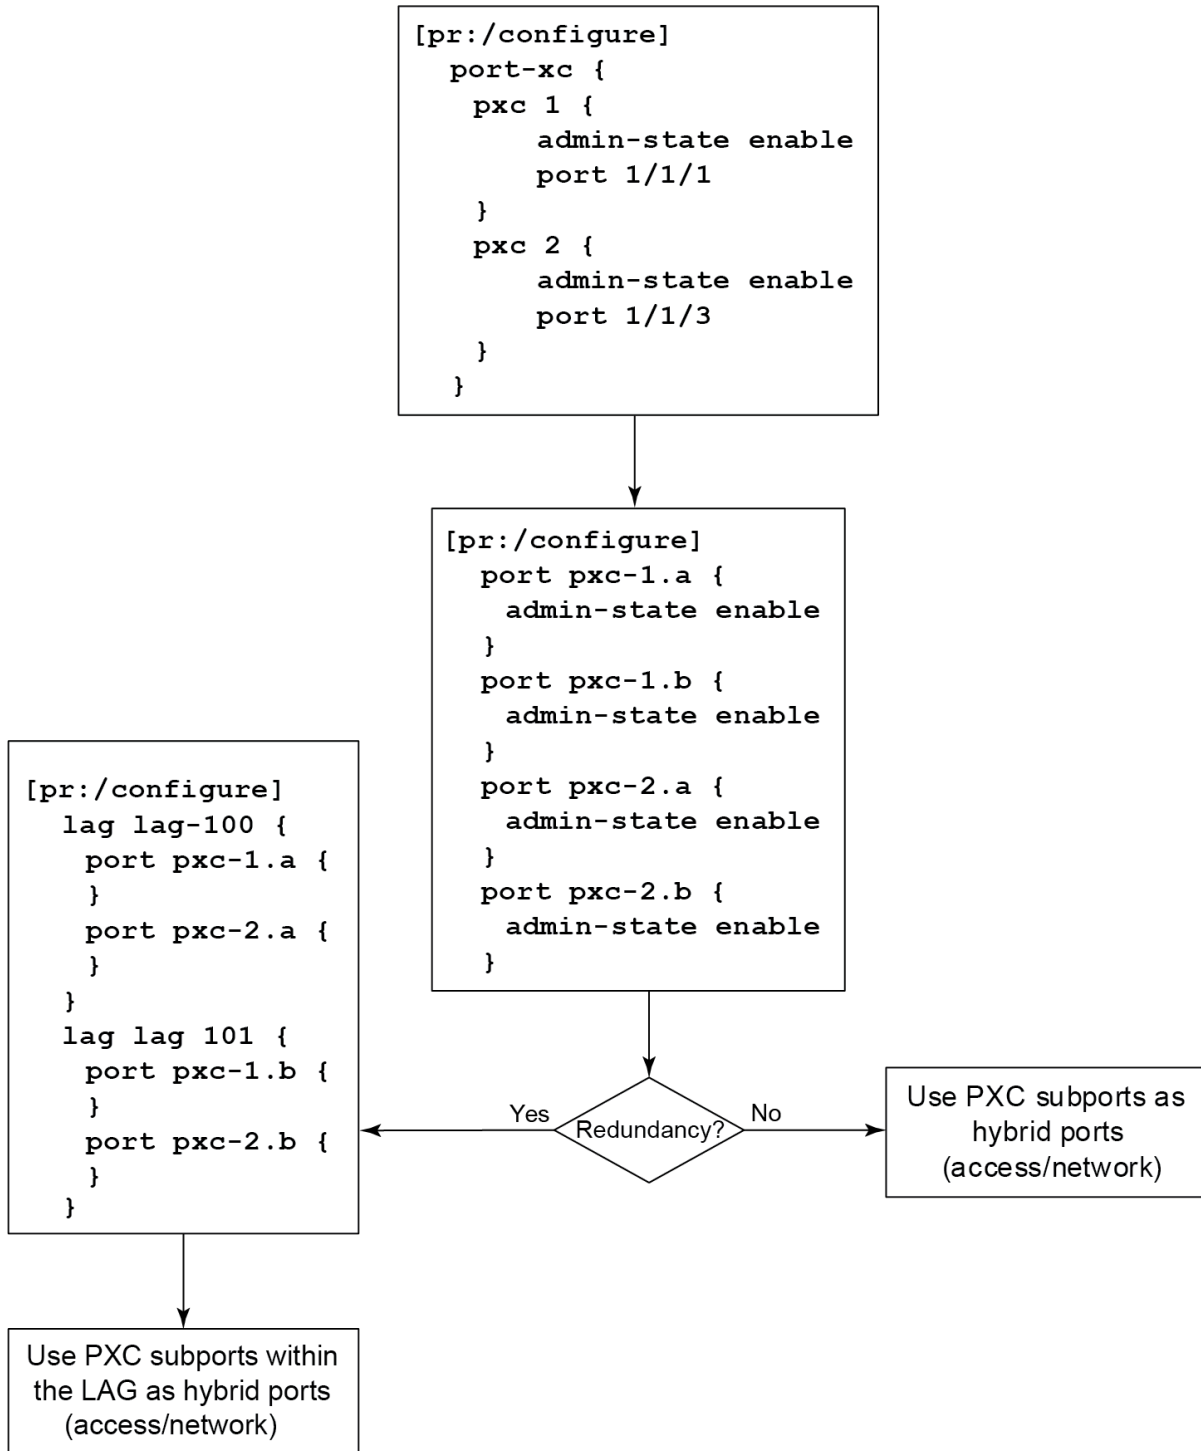 [pr:/configure]
port-xc {
pxc 1 {
admin-state enable
port 1/1/1
}
pxc 2 {
admin-state enable
port 1/1/3
}
}
[pr:/configure]
port pxc-1.a {
admin-state enable
}
port pxc-1.b {
admin-state enable
}
port pxc-2.a {
admin-state enable
}
port pxc-2.b {
admin-state enable
}
Redundancy?
Yes
No
[pr:/configure]
lag lag-100 {
port pxc-1.a {
}
port pxc-2.a {
}
}
lag lag 101 {
port pxc-1.b {
}
port pxc-2.b {
}
}
Use PXC subports as
hybrid ports
(access/network)
Use PXC subports within
the LAG as hybrid ports
(access/network)